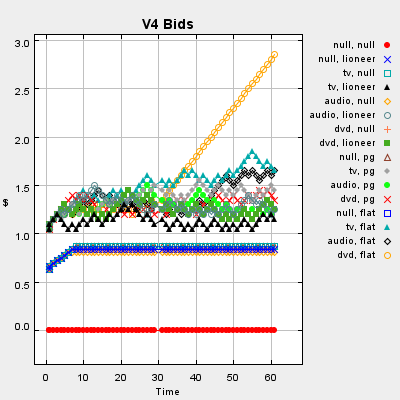 V4 Bids
3.0
2.5
2.0
1.5
1.0
0.5
0.0
$
0
10
20
30
40
50
60
Time
null, null
null, lioneer
tv, null
tv, lioneer
audio, null
audio, lioneer
dvd, null
dvd, lioneer
null, pg
tv, pg
audio, pg
dvd, pg
null, flat
tv, flat
audio, flat
dvd, flat